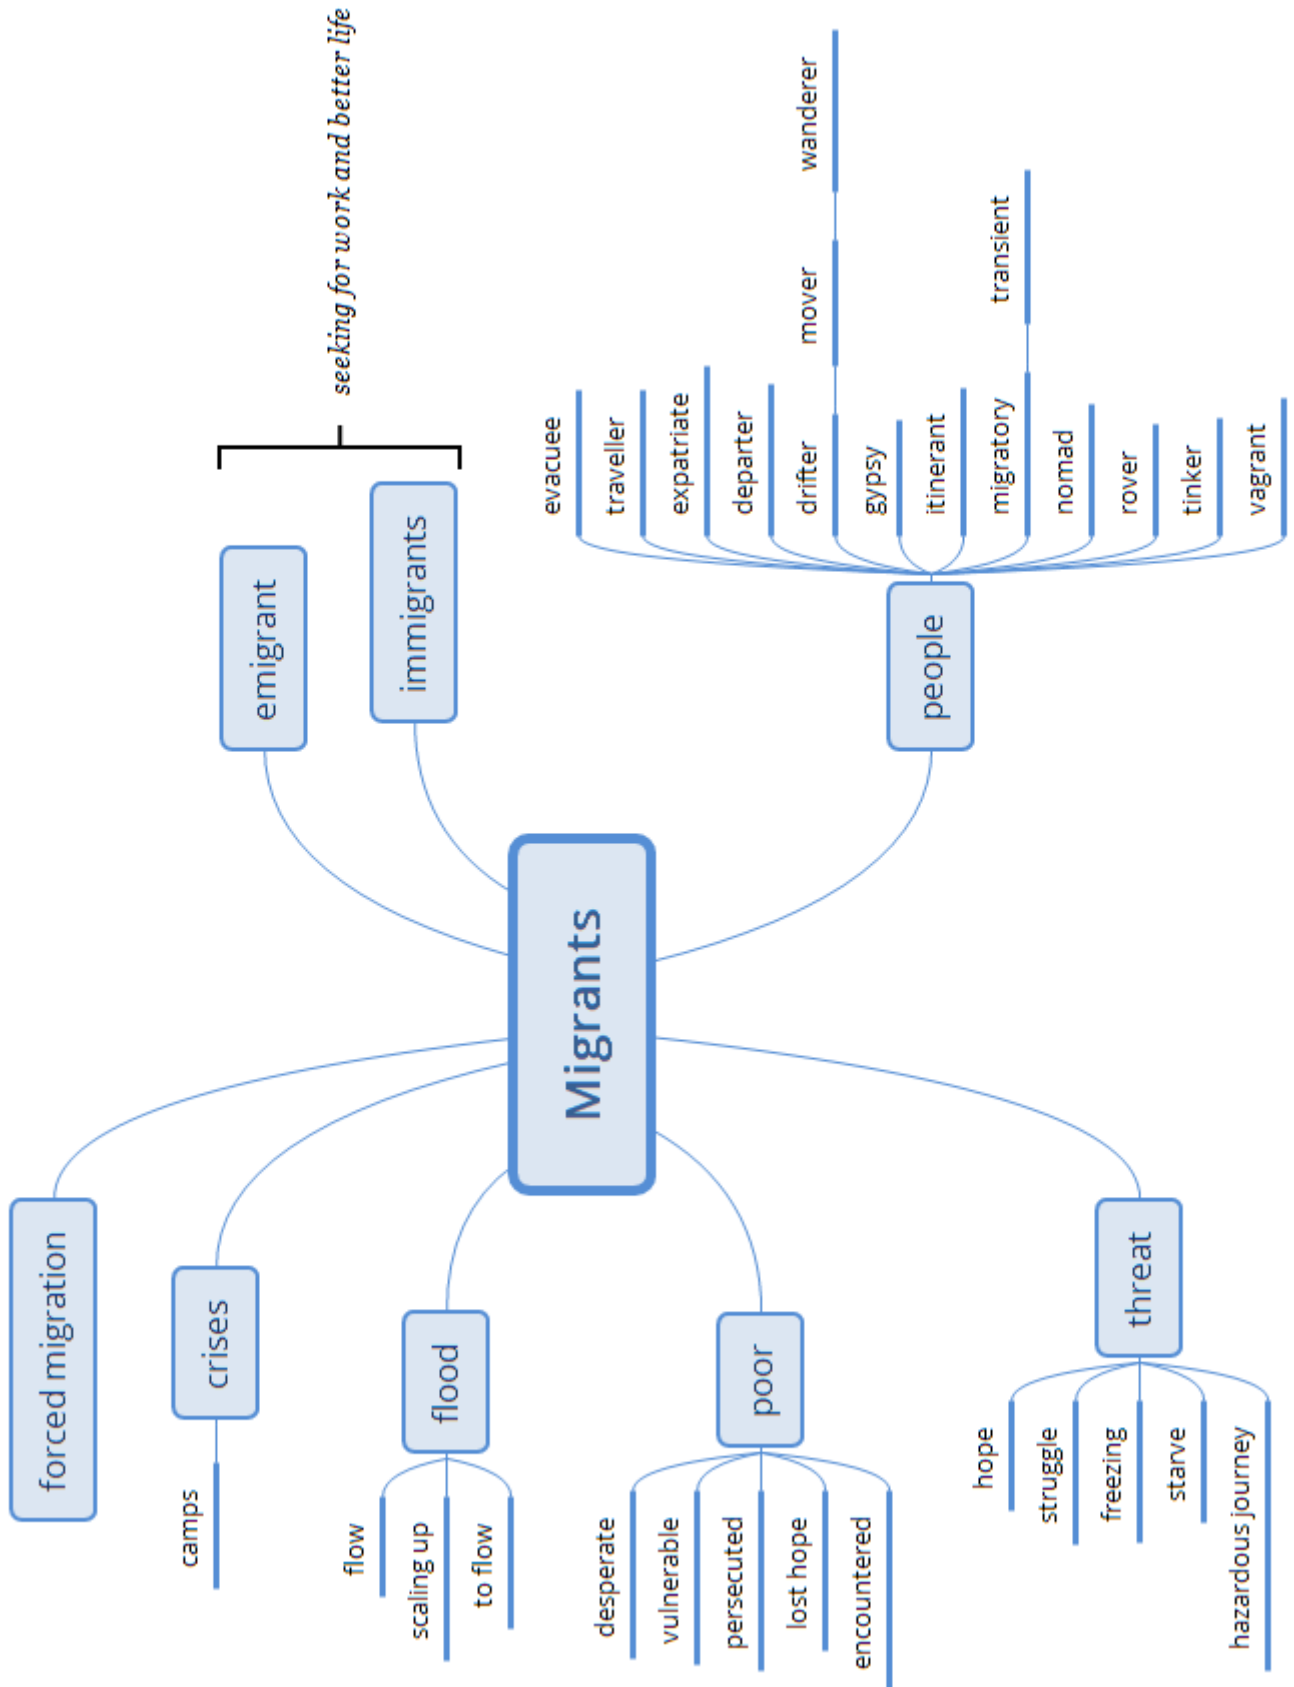 forced migration
crises
camps
flood
flow
scaling up
to flow
poor
desperate
vulnerable
persecuted
lost hope
encountered
threat
hope
struggle
freezing
starve
hazardous journey
Migrants
emigrant
immigrants
seeking for work and better life
people
evacuee
traveller
expatriate
departer
drifter
mover
wanderer
gypsy
itinerant
migratory
transient
nomad
rover
tinker
vagrant